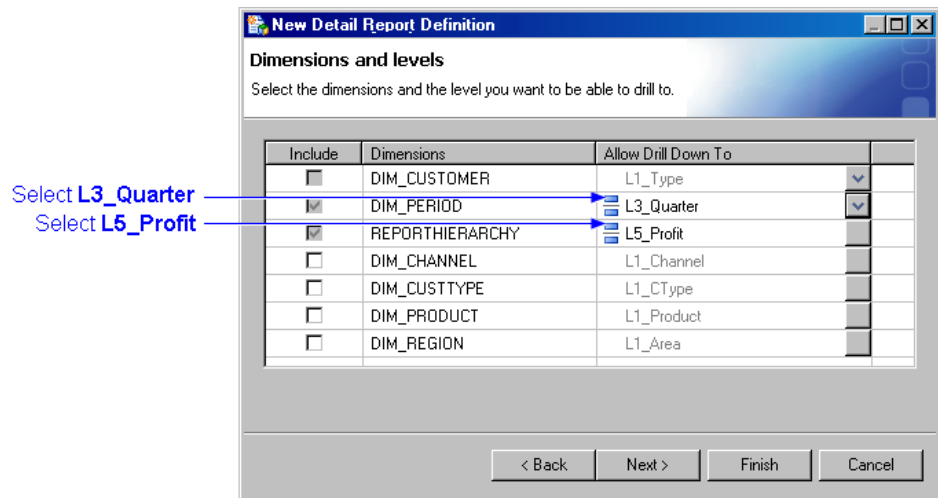 New Detail Report Definition
Dimensions and levels
Select the dimensions and the level you want to be able to drill to.
Include Dimensions Allow Drill Down To
DIM_CUSTOMER L1_Type
Select L3_Quarter DIM_PERIOD L3_Quarter
Select L5_Profit REPORTHIERARCHY L5_Profit
DIM_CHANNEL L1_Channel
DIM_CUSTTYPE L1_CType
DIM_PRODUCT L1_Product
DIM_REGION L1_Area
< Back Next > Finish Cancel